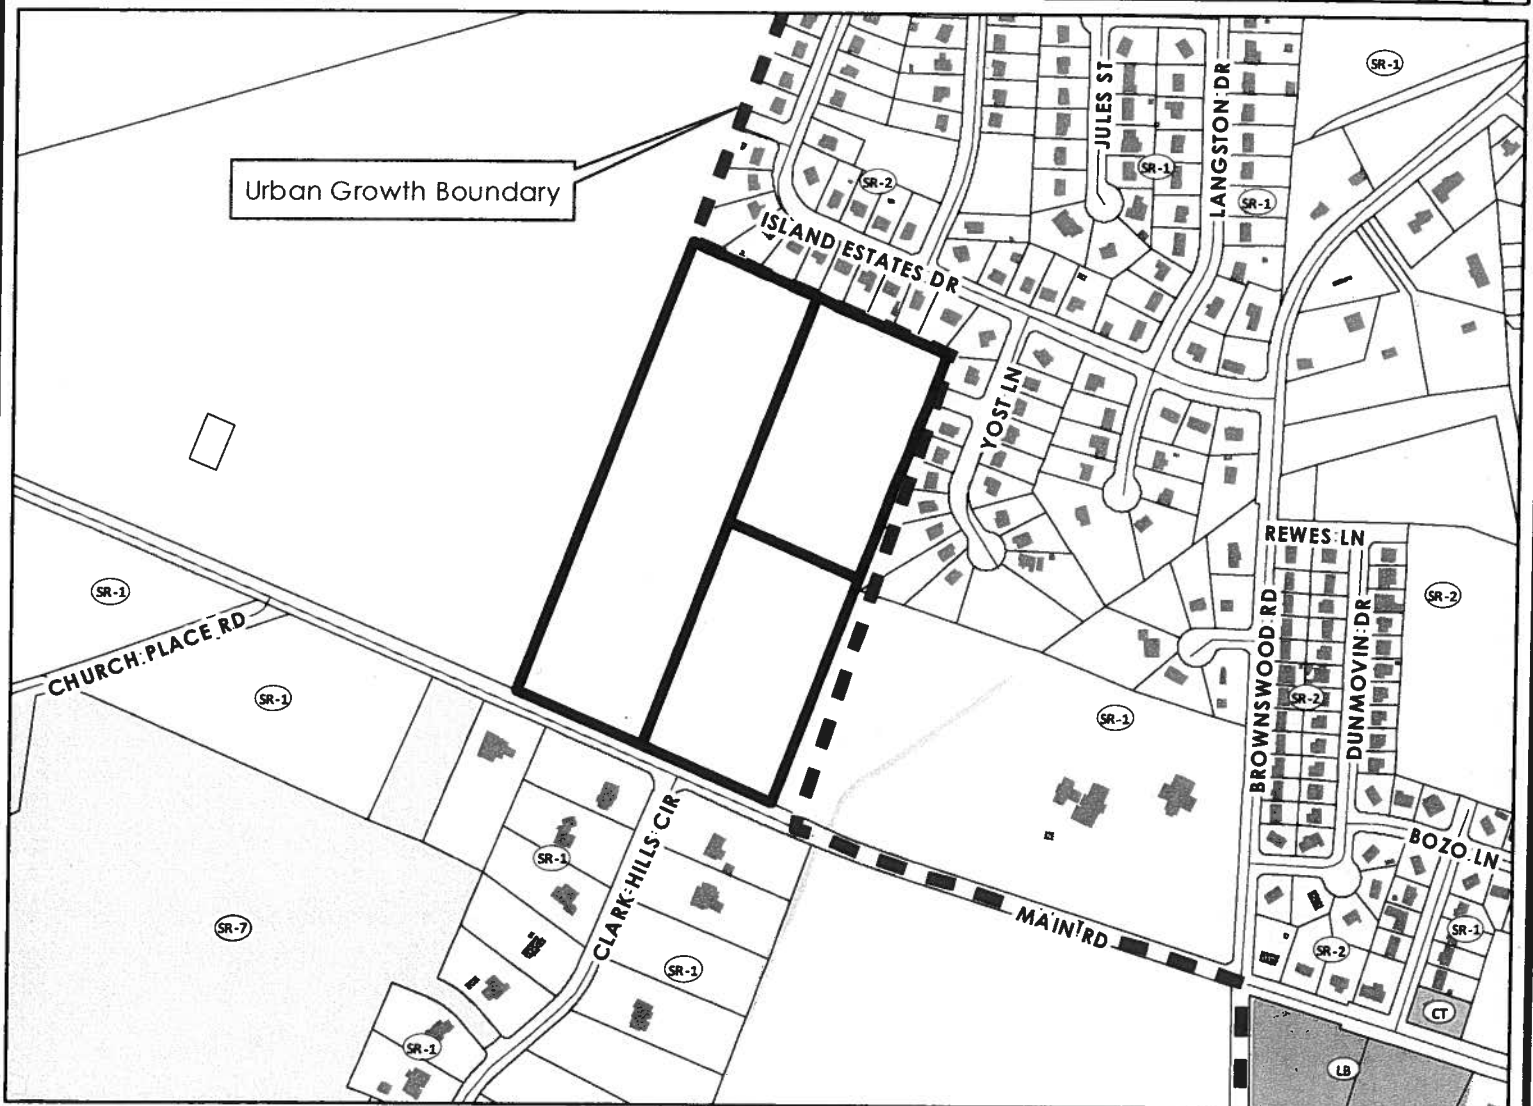 SR-1
JULES ST
LANGSTON DR
SR-1
Urban Growth Boundary
SR-2
SR-1
ISLAND ESTATES DR
YOST LN
REWES LN
SR-1
SR-2
CHURCH PLACE RD
BROWNSWOOD RD
DUNMOVIN DR
SR-1
SR-2
SR-1
BOZO LN
SR-1
CLARK HILLS CIR
MAIN RD
SR-7
SR-1
SR-2
SR-1
CT
SR-1
LB